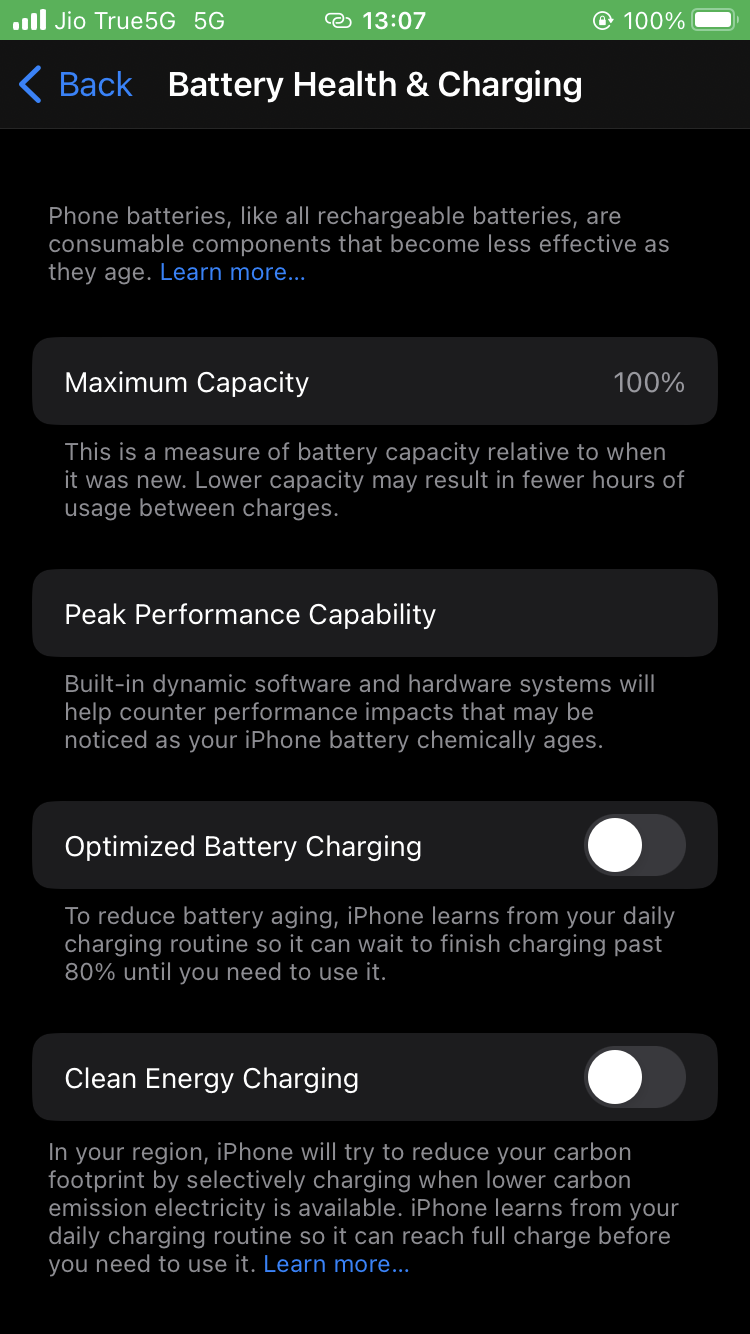 Jio True5G 5G 13:07 100%
Back Battery Health & Charging
Phone batteries, like all rechargeable batteries, are
consumable components that become less effective as
they age. Learn more...
Maximum Capacity 100%
This is a measure of battery capacity relative to when
it was new. Lower capacity may result in fewer hours of
usage between charges.
Peak Performance Capability
Built-in dynamic software and hardware systems will
help counter performance impacts that may be
noticed as your iPhone battery chemically ages.
Optimized Battery Charging
To reduce battery aging, iPhone learns from your daily
charging routine so it can wait to finish charging past
80% until you need to use it.
Clean Energy Charging
In your region, iPhone will try to reduce your carbon
footprint by selectively charging when lower carbon
emission electricity is available. iPhone learns from your
daily charging routine so it can reach full charge before
you need to use it. Learn more...